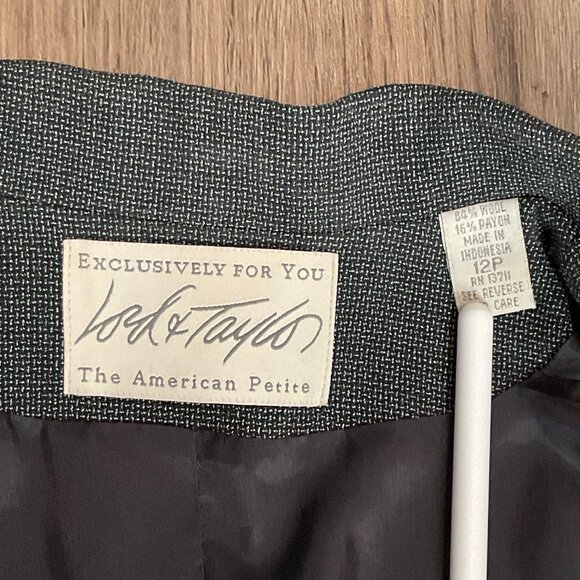 EXCLUSIVELY FOR YOU
Lord & Taylor
The American Petite
84% WOOL
16% RAYON
MADE IN
INDONESIA
12P
RN 13711
SEE REVERSE
CARE